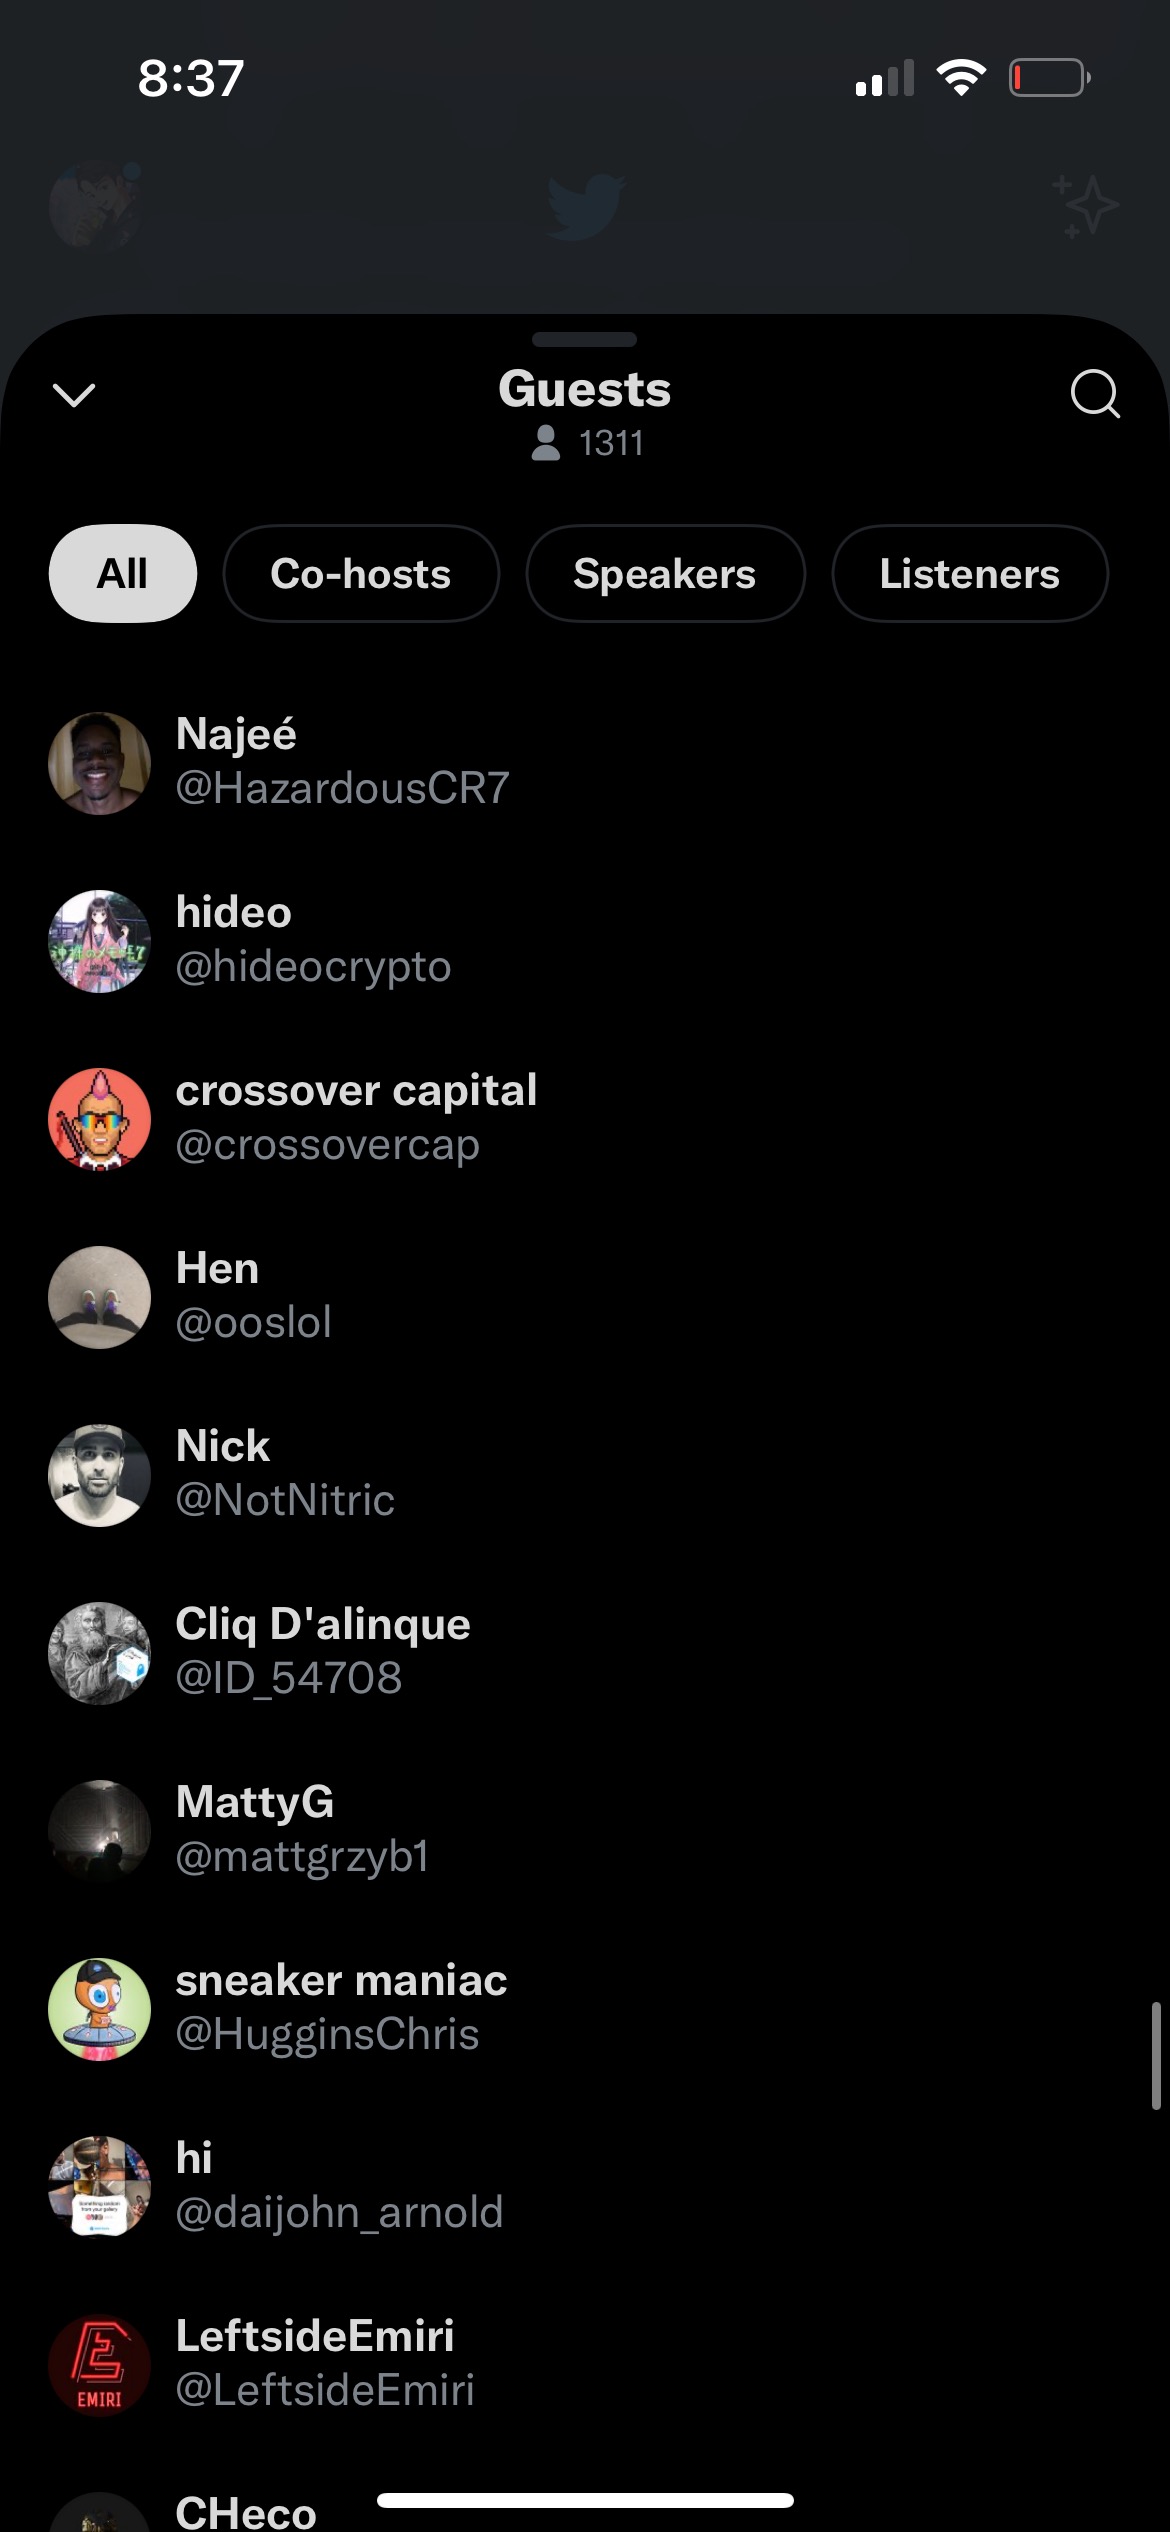 8:37
Guests
1311
All
Co-hosts
Speakers
Listeners
Najeé
@HazardousCR7
hideo
@hideocrypto
crossover capital
@crossovercap
Hen
@ooslol
Nick
@NotNitric
Cliq D'alinque
@ID_54708
MattyG
@mattgrzyb1
sneaker maniac
@HugginsChris
hi
@daijohn_arnold
LeftsideEmiri
@LeftsideEmiri
EMIRI
CHeco